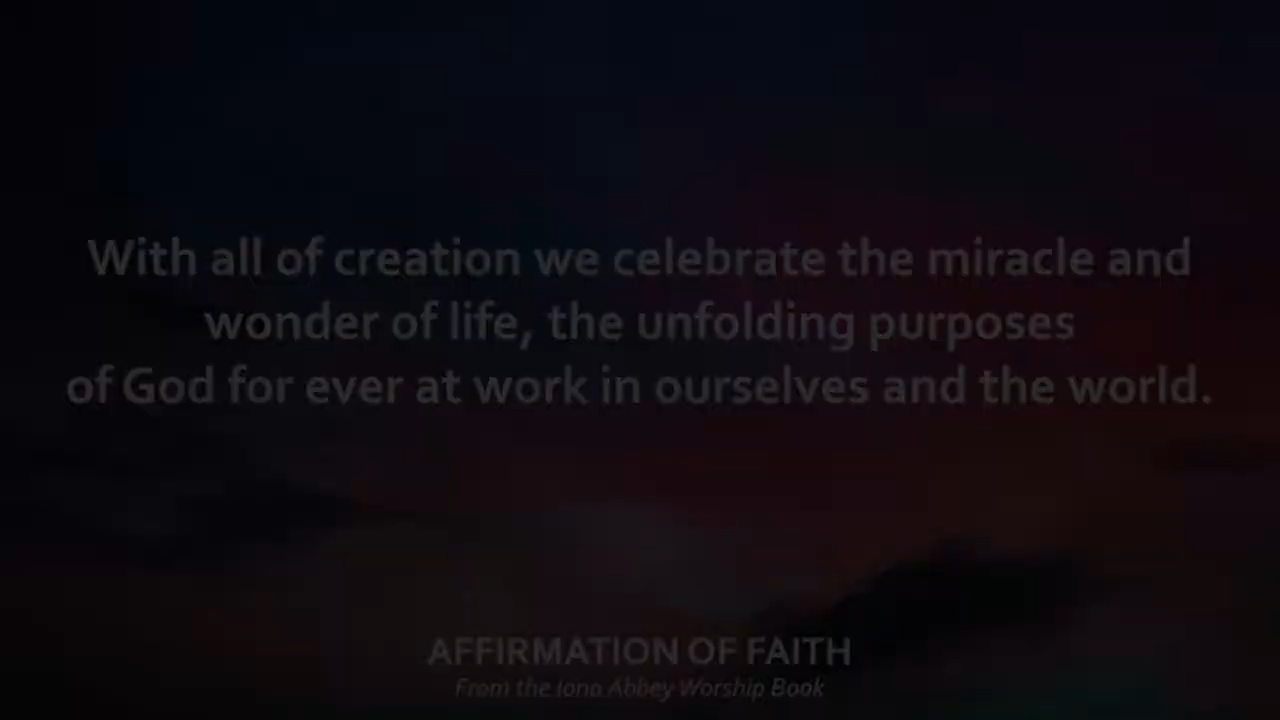 With all of creation we celebrate the miracle and
wonder of life, the unfolding purposes
of God for ever at work in ourselves and the world.
AFFIRMATION OF FAITH
From the Iona Abbey Worship Book